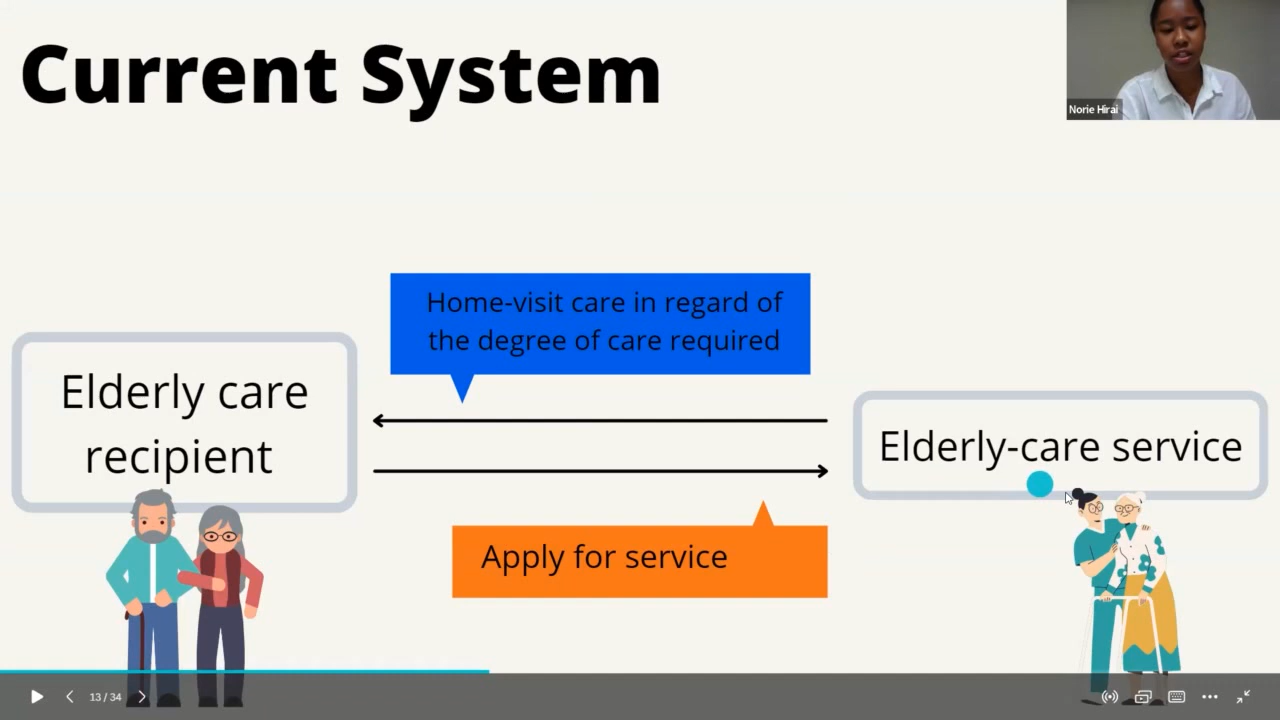 Current System
Norie Hirai
Home-visit care in regard of
the degree of care required
Elderly care
recipient
Elderly-care service
Apply for service
13 / 34